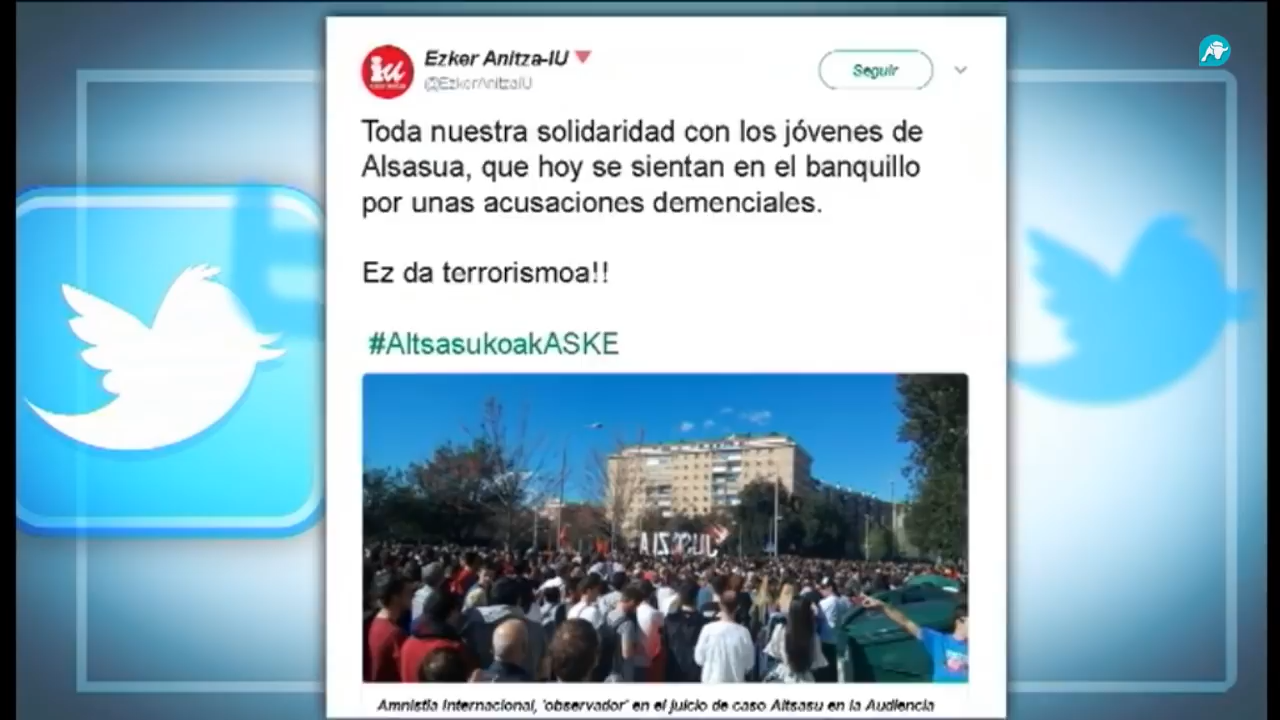 iu
Ezker Anitza-IU
@EzkerAnitzaIU
Seguir
Toda nuestra solidaridad con los jóvenes de
Alsasua, que hoy se sientan en el banquillo
por unas acusaciones demenciales.
Ez da terrorismoa!!
#AltsasukoakASKE
Amnistía Internacional, 'observador' en el juicio de caso Altsasu en la Audiencia